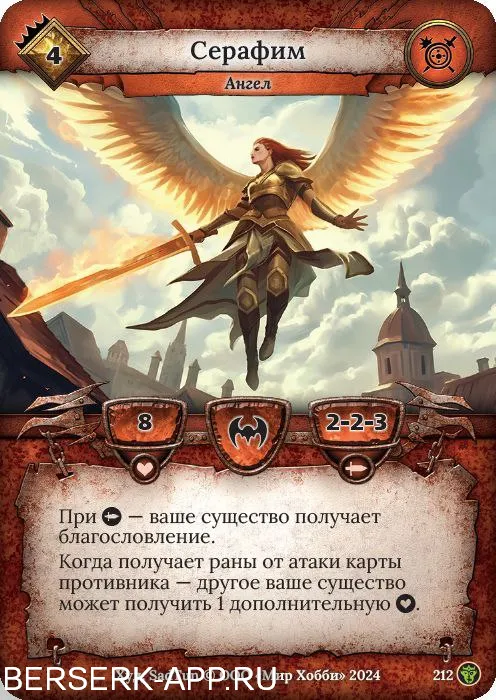 4
Серафим
Ангел
8
2-2-3
При — ваше существо получает
благословление.
Когда получает раны от атаки карты
противника — другое ваше существо
может получить 1 дополнительную .
© ООО «Мир Хобби» 2024
212
BERSERK-APP.RU